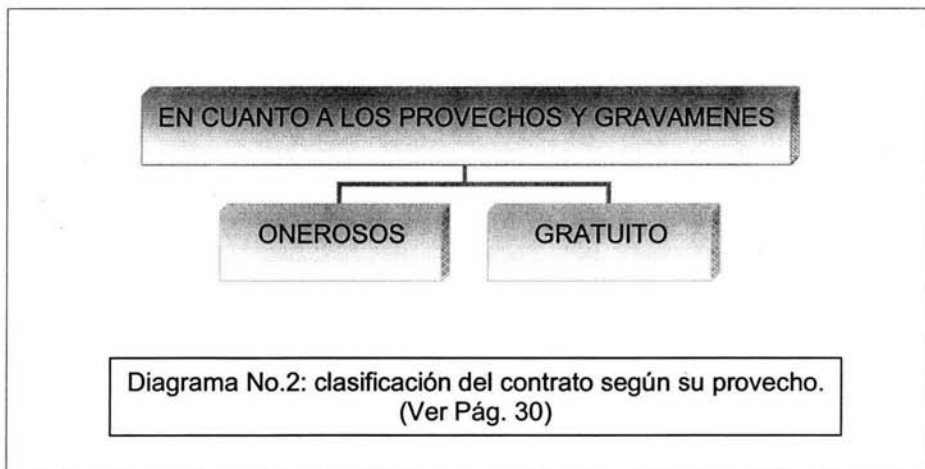 EN CUANTO A LOS PROVECHOS Y GRAVAMENES
ONEROSOS
GRATUITO
Diagrama No.2: clasificación del contrato según su provecho.
(Ver Pág. 30)